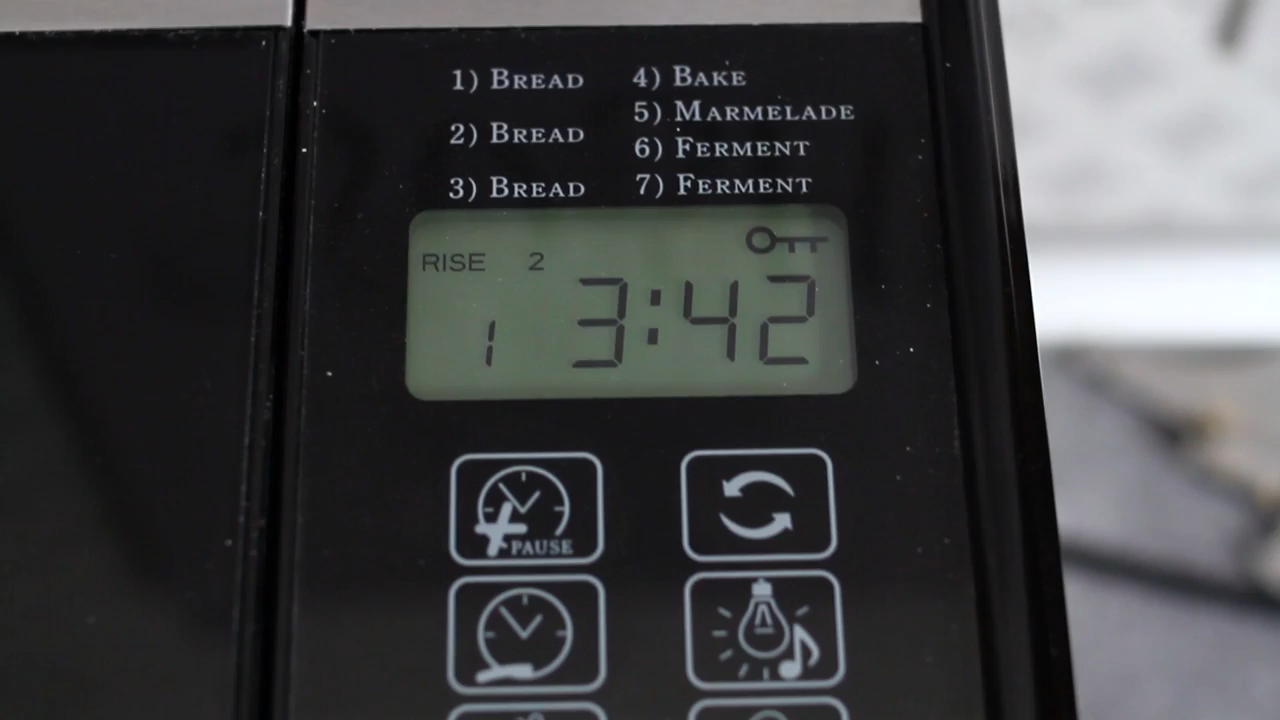 1) BREAD
2) BREAD
3) BREAD
4) BAKE
5) MARMELADE
6) FERMENT
7) FERMENT
RISE 2
1 3:42
PAUSE